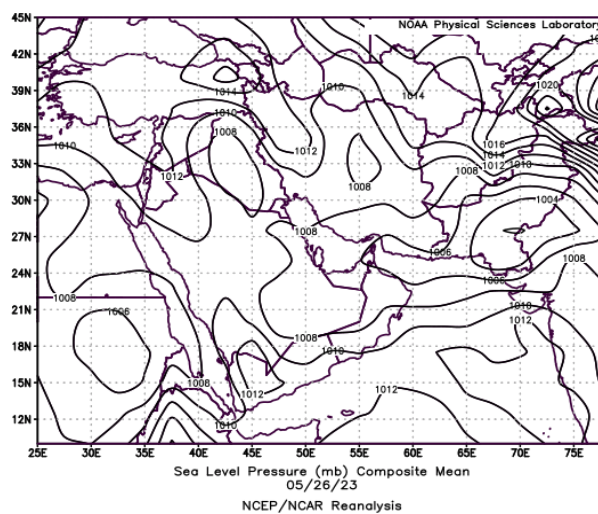 NOAA Physical Sciences Laboratory
45N
42N
39N
36N
33N
30N
27N
24N
21N
18N
15N
12N
1010
1014
1020
1014
1010
1008
1010
1012
1016
1014
1012
1010
1012
1008
1008
1004
1008
1006
1008
1008
1006
1006
1010
1012
1008
1010
1008
1012
1012
1010
25E 30E 35E 40E 45E 50E 55E 60E 65E 70E 75E
Sea Level Pressure (mb) Composite Mean
05/26/23
NCEP/NCAR Reanalysis